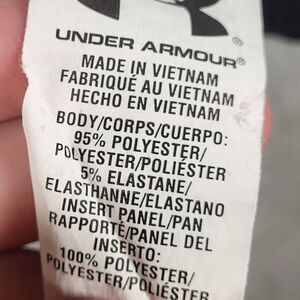 UNDER ARMOUR®
MADE IN VIETNAM
FABRIQUÉ AU VIETNAM
HECHO EN VIETNAM
BODY/CORPS/CUERPO:
95% POLYESTER/
POLYESTER/POLIÉSTER
5% ELASTANE/
ELASTHANNE/ELASTANO
INSERT PANEL/PAN
RAPPORTÉ/PANEL DEL
INSERTO:
100% POLYESTER/
POLYESTER/POLIÉSTER